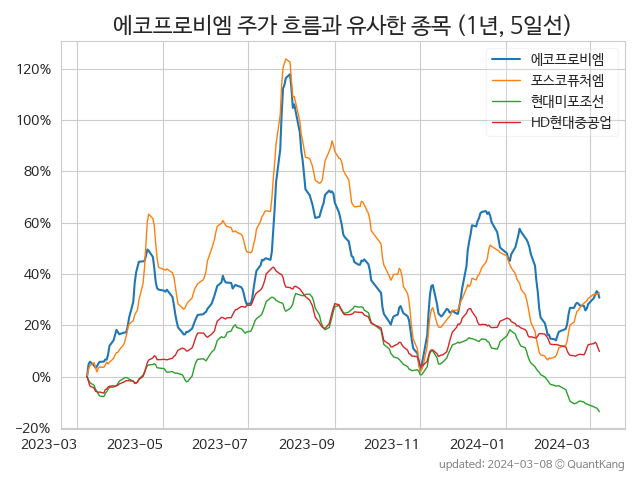 에코프로비엠 주가 흐름과 유사한 종목 (1년, 5일선)
에코프로비엠
포스코퓨처엠
현대미포조선
HD현대중공업
120%
100%
80%
60%
40%
20%
0%
−20%
2023-03 2023-05 2023-07 2023-09 2023-11 2024-01 2024-03
updated: 2024-03-08 © QuantKang